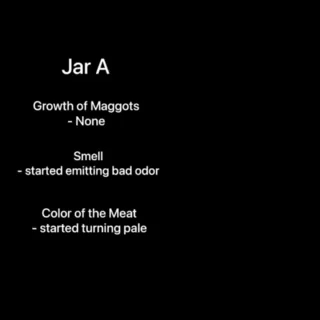 Jar A
Growth of Maggots
- None
Smell
- started emitting bad odor
Color of the Meat
- started turning pale